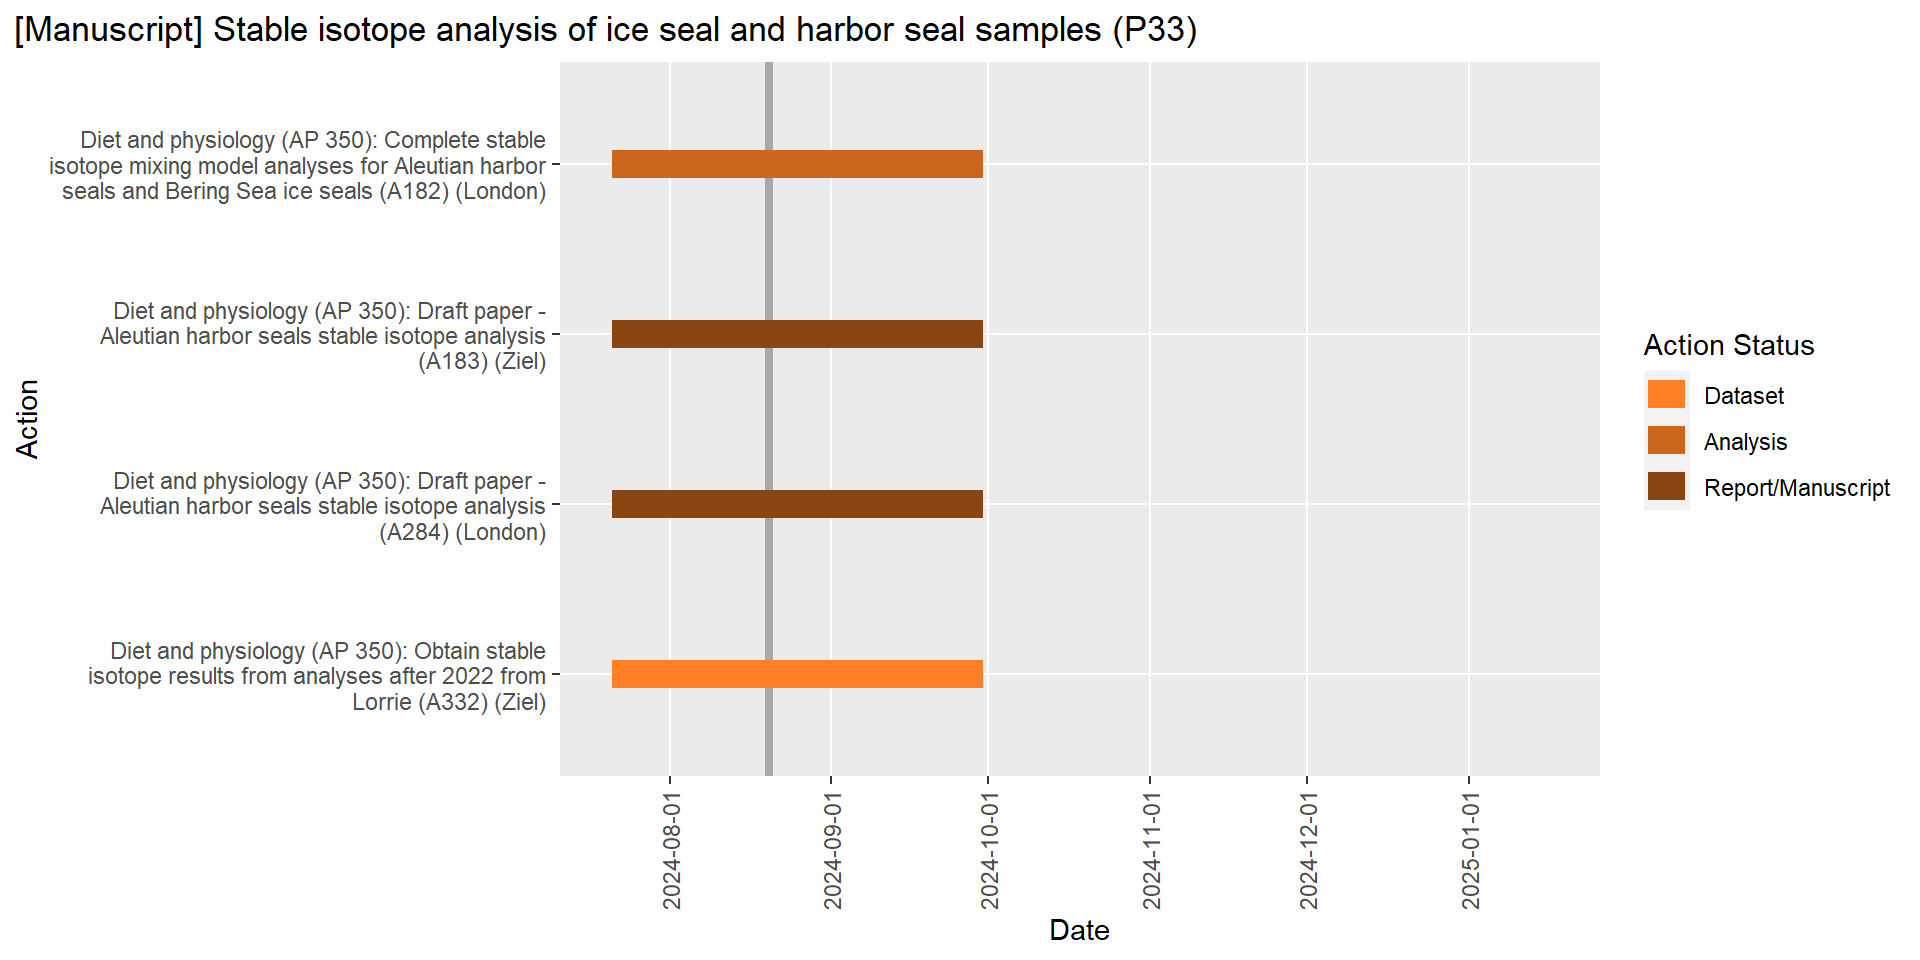 [Manuscript] Stable isotope analysis of ice seal and harbor seal samples (P33)
Diet and physiology (AP 350): Complete stable
isotope mixing model analyses for Aleutian harbor
seals and Bering Sea ice seals (A182) (London)
Diet and physiology (AP 350): Draft paper -
Aleutian harbor seals stable isotope analysis
(A183) (Ziel)
Diet and physiology (AP 350): Draft paper -
Aleutian harbor seals stable isotope analysis
(A284) (London)
Diet and physiology (AP 350): Obtain stable
isotope results from analyses after 2022 from
Lorrie (A332) (Ziel)
Action
2024-08-01
2024-09-01
2024-10-01
2024-11-01
2024-12-01
2025-01-01
Date
Action Status
Dataset
Analysis
Report/Manuscript